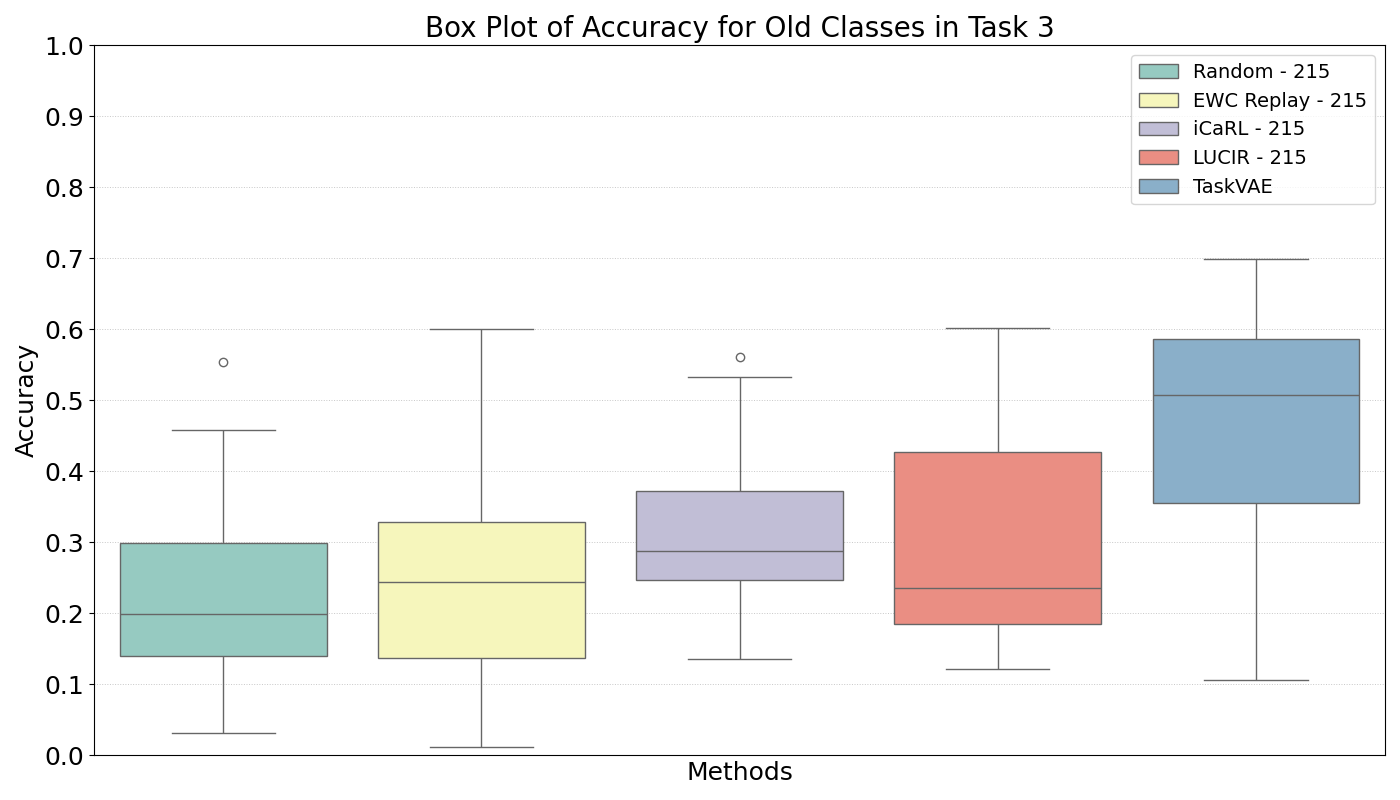 Box Plot of Accuracy for Old Classes in Task 3
1.0
0.9
0.8
0.7
0.6
0.5
0.4
0.3
0.2
0.1
0.0
Accuracy
Methods
Random - 215
EWC Replay - 215
iCaRL - 215
LUCIR - 215
TaskVAE